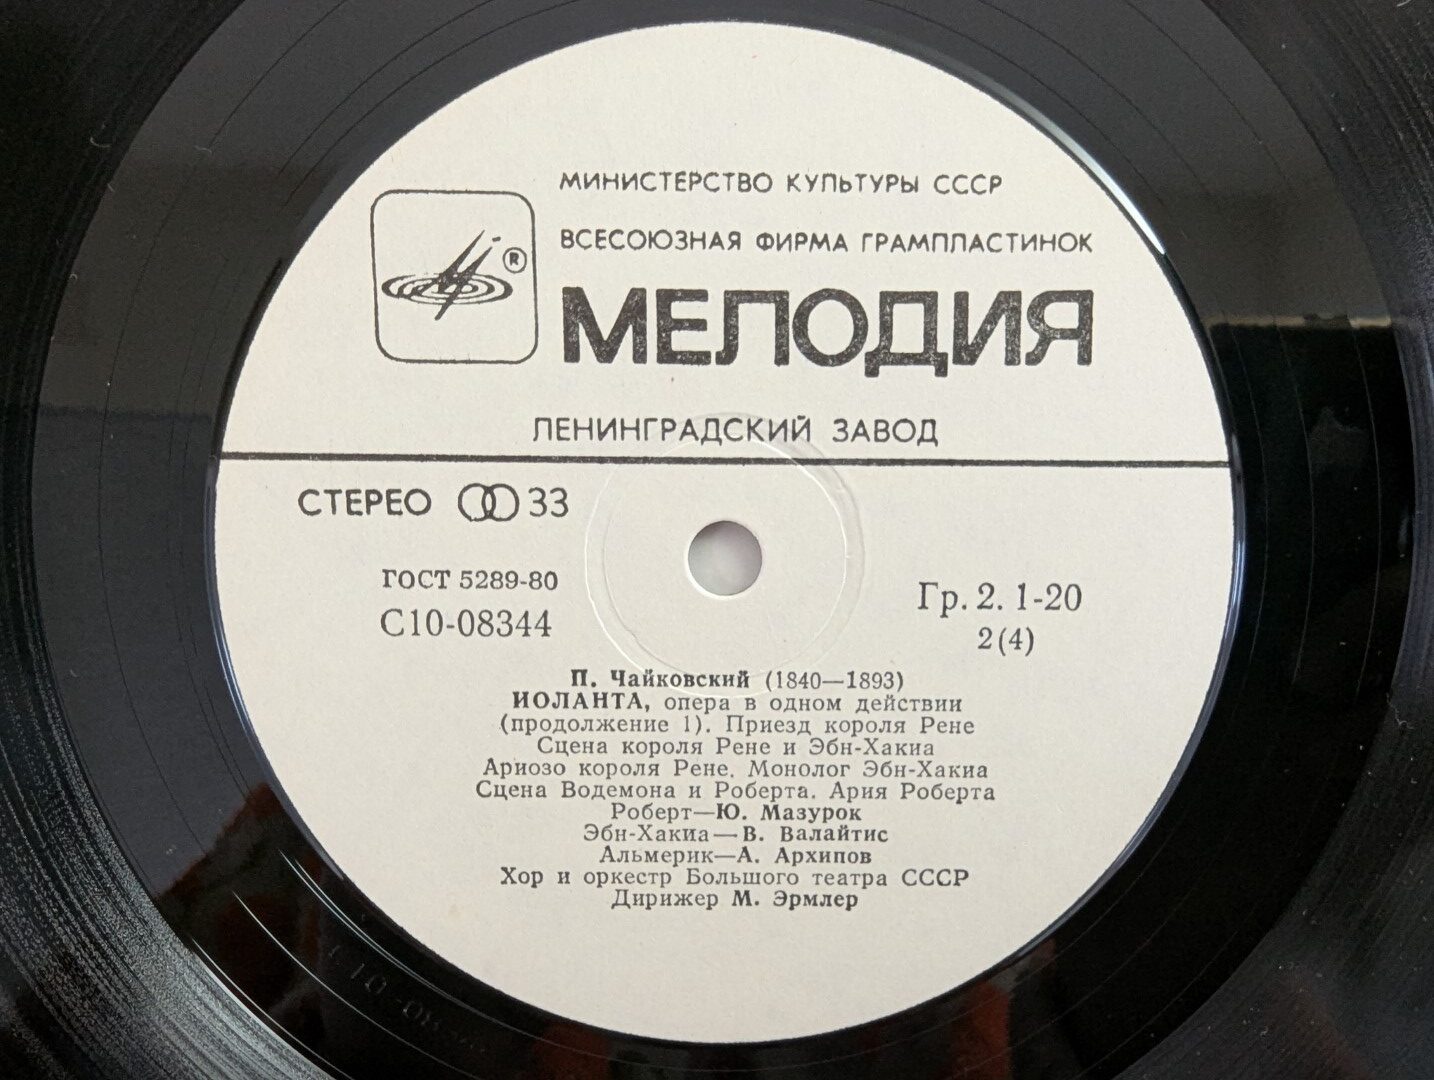 МИНИСТЕРСТВО КУЛЬТУРЫ СССР
ВСЕСОЮЗНАЯ ФИРМА ГРАМПЛАСТИНОК
®
МЕЛОДИЯ
ЛЕНИНГРАДСКИЙ ЗАВОД
СТЕРЕО 33
ГОСТ 5289-80
С10-08344
Гр. 2. 1-20
2(4)
П. Чайковский (1840—1893)
ИОЛАНТА, опера в одном действии
(продолжение 1). Приезд короля Рене
Сцена короля Рене и Эбн-Хакиа
Ариозо короля Рене. Монолог Эбн-Хакиа
Сцена Водемона и Роберта. Ария Роберта
Роберт—Ю. Мазурок
Эбн-Хакиа—В. Валайтис
Альмерик—А. Архипов
Хор и оркестр Большого театра СССР
Дирижер М. Эрмлер